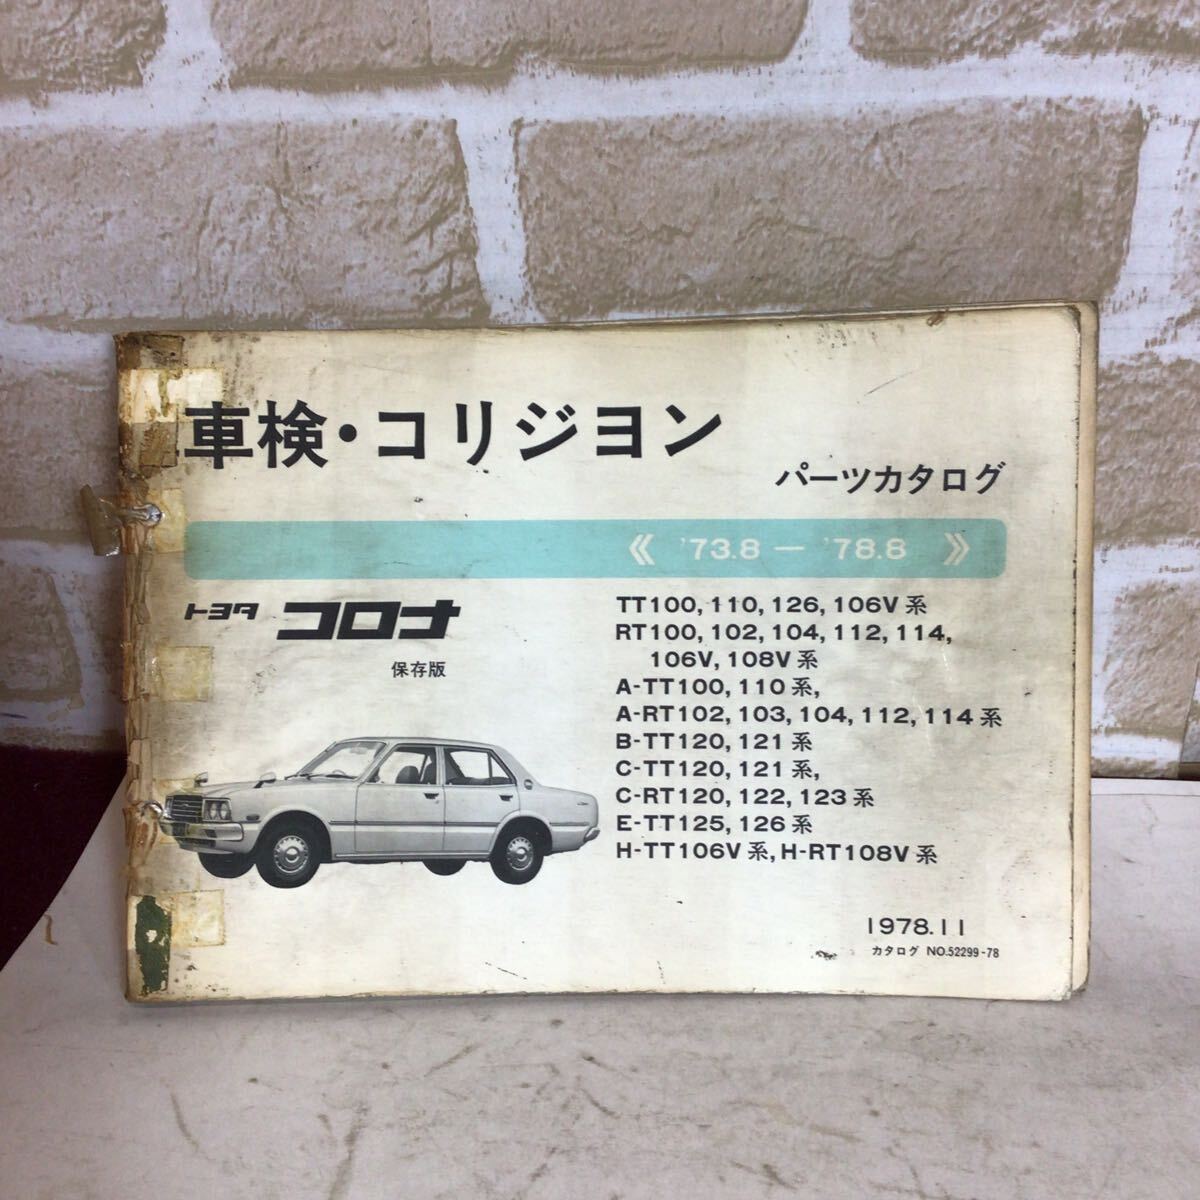 車検・コリジョン
パーツカタログ
《 '73.8 — '78.8 》
トヨタ コロナ
保存版
TT100, 110, 126, 106V 系
RT100, 102, 104, 112, 114,
106V, 108V 系
A-TT100, 110 系,
A-RT102, 103, 104, 112, 114 系
B-TT120, 121 系
C-TT120, 121 系,
C-RT120, 122, 123 系
E-TT125, 126 系
H-TT106V 系, H-RT108V 系
1978.11
カタログ NO.52299-78